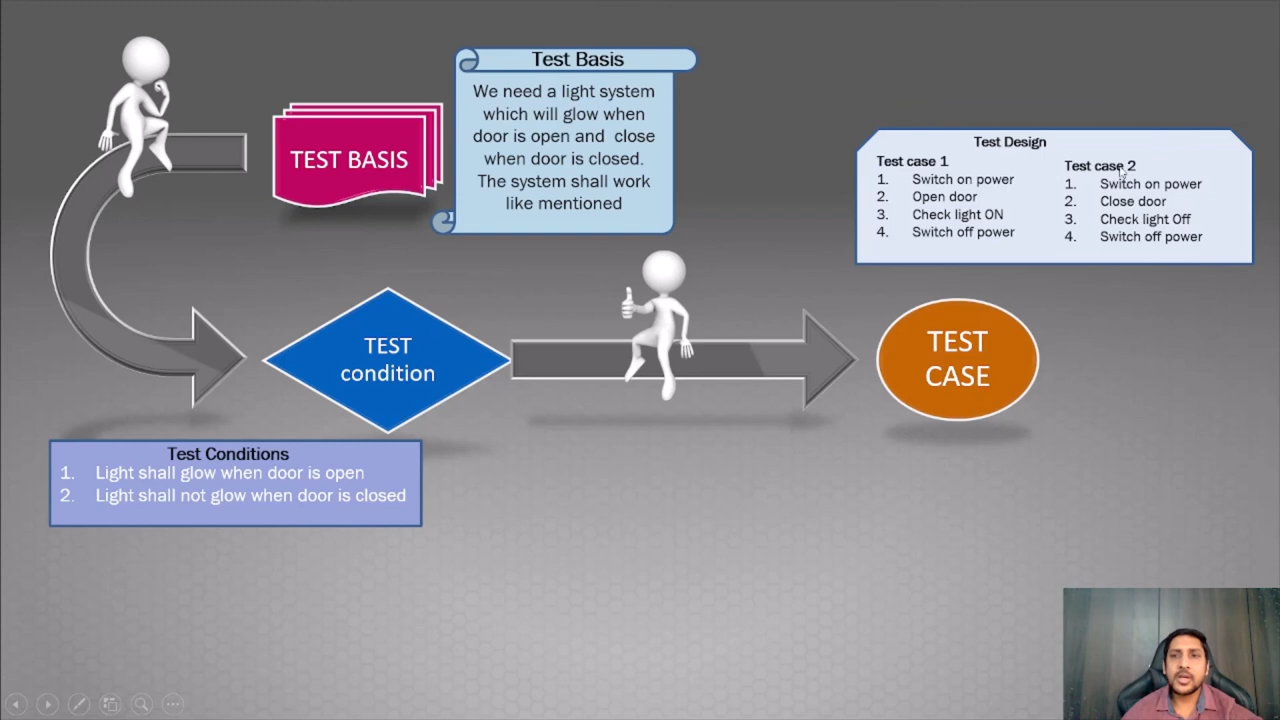 Test Basis
We need a light system
which will glow when
door is open and close
when door is closed.
The system shall work
like mentioned
TEST BASIS
Test Design
Test case 1
1. Switch on power
2. Open door
3. Check light ON
4. Switch off power
Test case 2
1. Switch on power
2. Close door
3. Check light Off
4. Switch off power
TEST
condition
TEST
CASE
Test Conditions
1. Light shall glow when door is open
2. Light shall not glow when door is closed